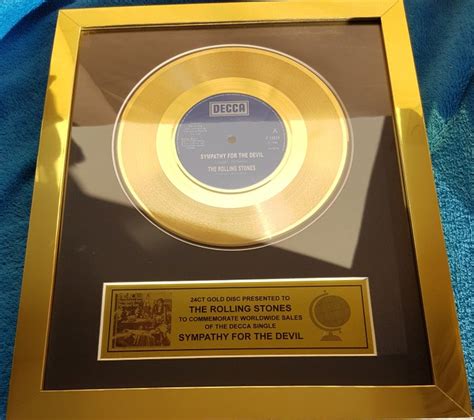 DECCA
A
SYMPATHY FOR THE DEVIL
THE ROLLING STONES
24CT GOLD DISC PRESENTED TO
THE ROLLING STONES
TO COMMEMORATE WORLDWIDE SALES
OF THE DECCA SINGLE
SYMPATHY FOR THE DEVIL